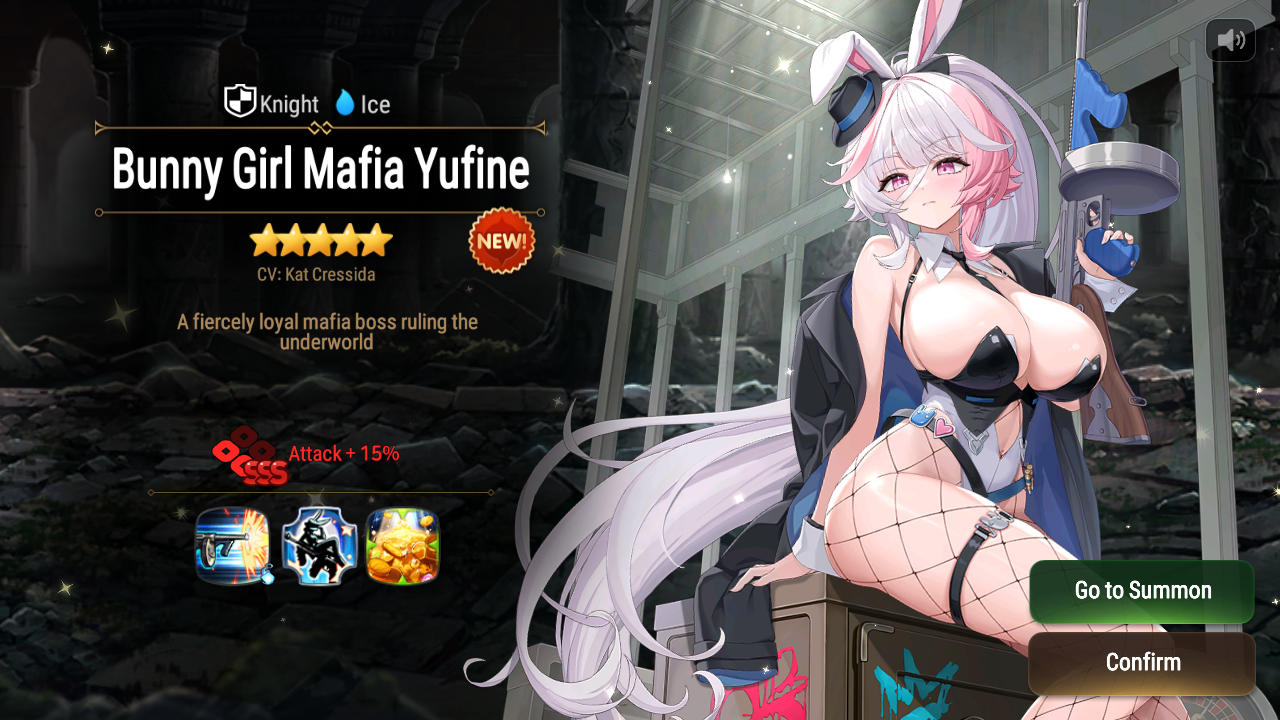 Knight Ice
Bunny Girl Mafia Yufine
NEW!
CV: Kat Cressida
A fiercely loyal mafia boss ruling the
underworld
SSS Attack + 15%
Go to Summon
Confirm